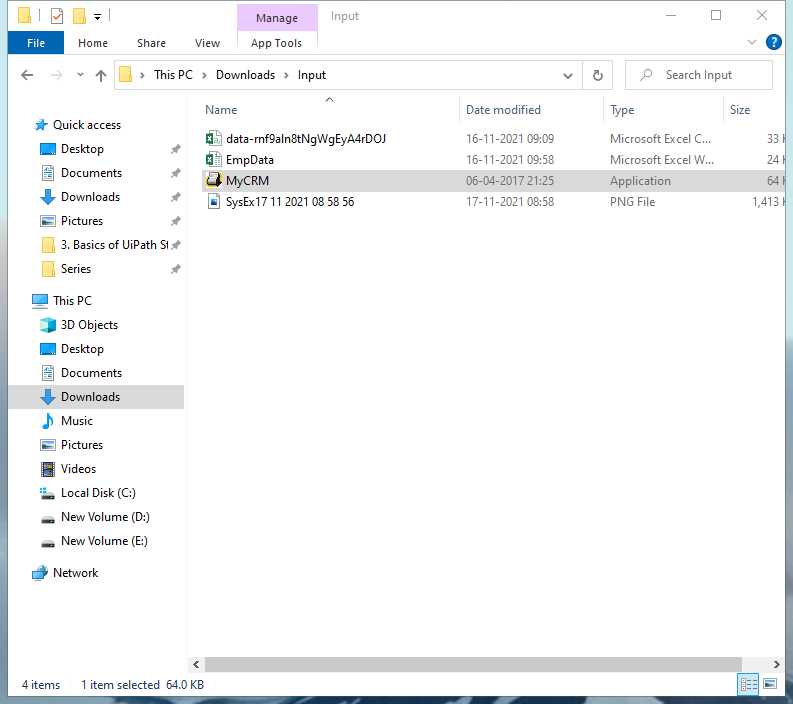 Manage
Input
File
Home
Share
View
App Tools
This PC > Downloads > Input
Search Input
Name
Date modified
Type
Size
Quick access
Desktop
Documents
Downloads
Pictures
3. Basics of UiPath St
Series
This PC
3D Objects
Desktop
Documents
Downloads
Music
Pictures
Videos
Local Disk (C:)
New Volume (D:)
New Volume (E:)
Network
data-rnf9aln8tNgWgEyA4rDOJ 16-11-2021 09:09 Microsoft Excel C... 33 K
EmpData 16-11-2021 09:58 Microsoft Excel W... 24 K
MyCRM 06-04-2017 21:25 Application 64 K
SysEx17 11 2021 08 58 56 17-11-2021 08:58 PNG File 1,413 K
4 items 1 item selected 64.0 KB